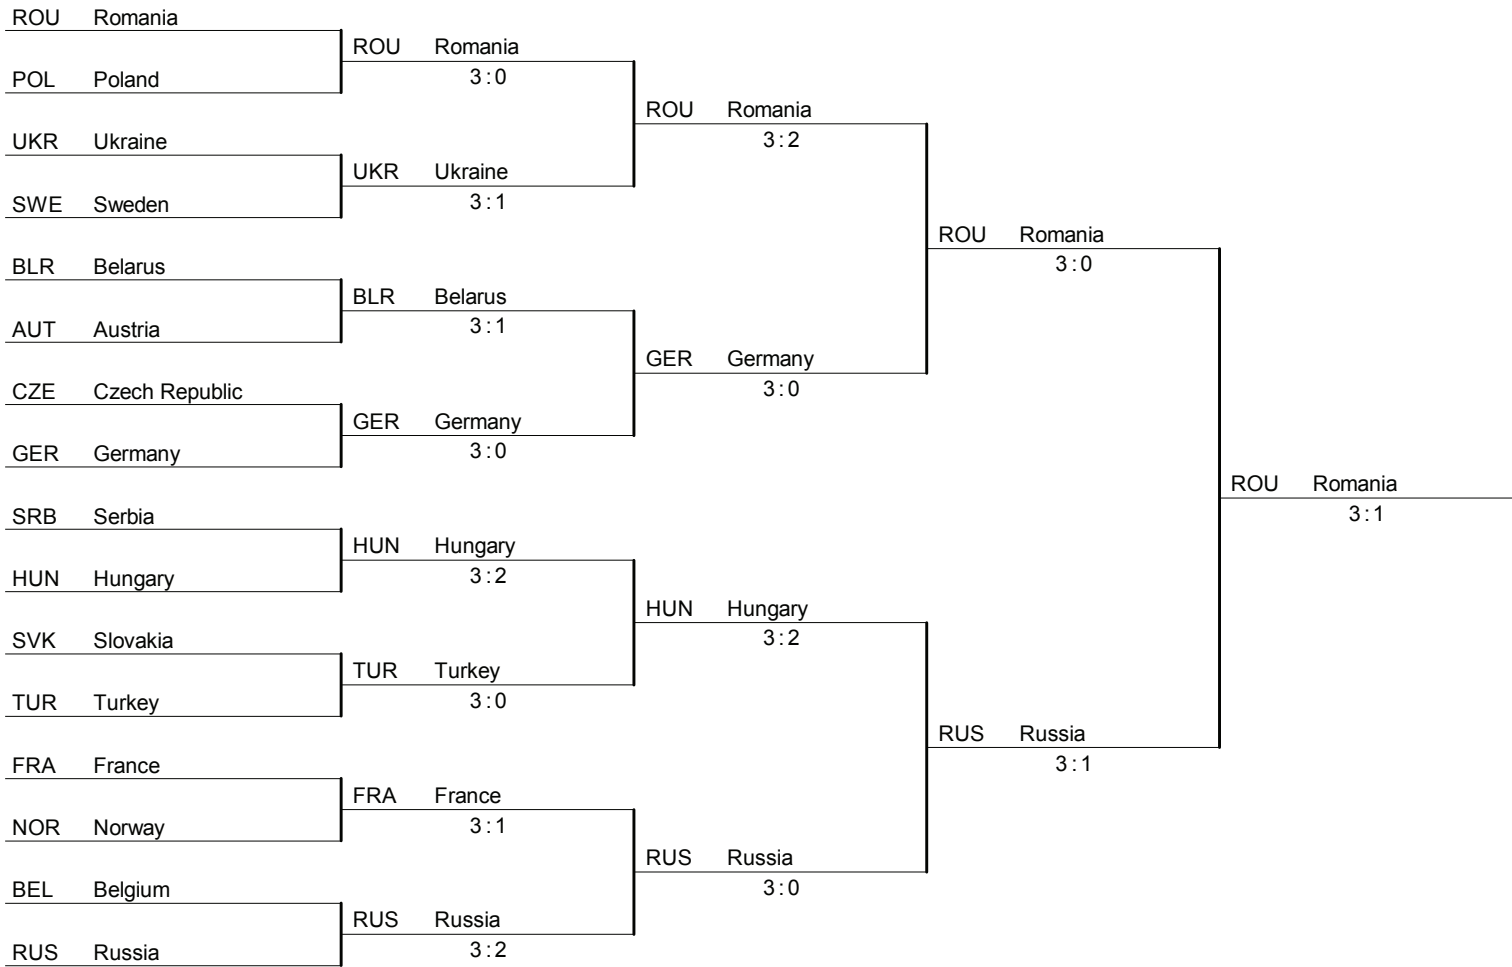 ROU Romania
ROU Romania
3:0
POL Poland
ROU Romania
3:2
UKR Ukraine
UKR Ukraine
3:1
SWE Sweden
ROU Romania
3:0
BLR Belarus
BLR Belarus
3:1
AUT Austria
GER Germany
3:0
CZE Czech Republic
GER Germany
3:0
GER Germany
ROU Romania
3:1
SRB Serbia
HUN Hungary
3:2
HUN Hungary
HUN Hungary
3:2
SVK Slovakia
TUR Turkey
3:0
TUR Turkey
RUS Russia
3:1
FRA France
FRA France
3:1
NOR Norway
RUS Russia
3:0
BEL Belgium
RUS Russia
3:2
RUS Russia